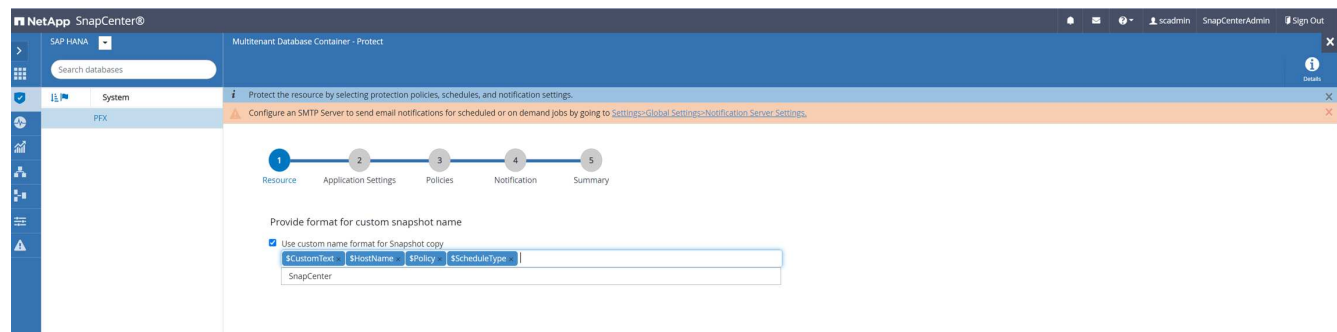 NetApp SnapCenter®
scadmin SnapCenterAdmin Sign Out
SAP HANA
Multitenant Database Container - Protect
Search databases
Details
System
i Protect the resource by selecting protection policies, schedules, and notification settings.
PFX
Configure an SMTP Server to send email notifications for scheduled or on demand jobs by going to Settings>Global Settings>Notification Server Settings.
1 2 3 4 5
Resource Application Settings Policies Notification Summary
Provide format for custom snapshot name
Use custom name format for Snapshot copy
$CustomText × $HostName × $Policy × $ScheduleType ×
SnapCenter